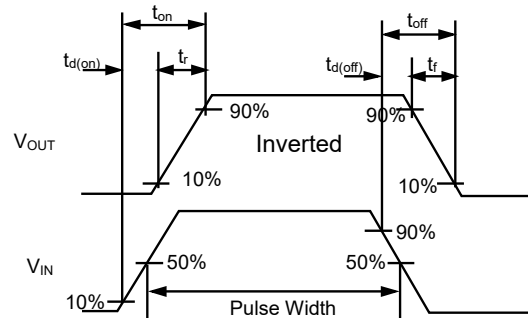 ton
toff
td(on)
tr
td(off)
tf
90%
90%
VOUT
Inverted
10%
10%
90%
VIN
50%
50%
10%
Pulse Width